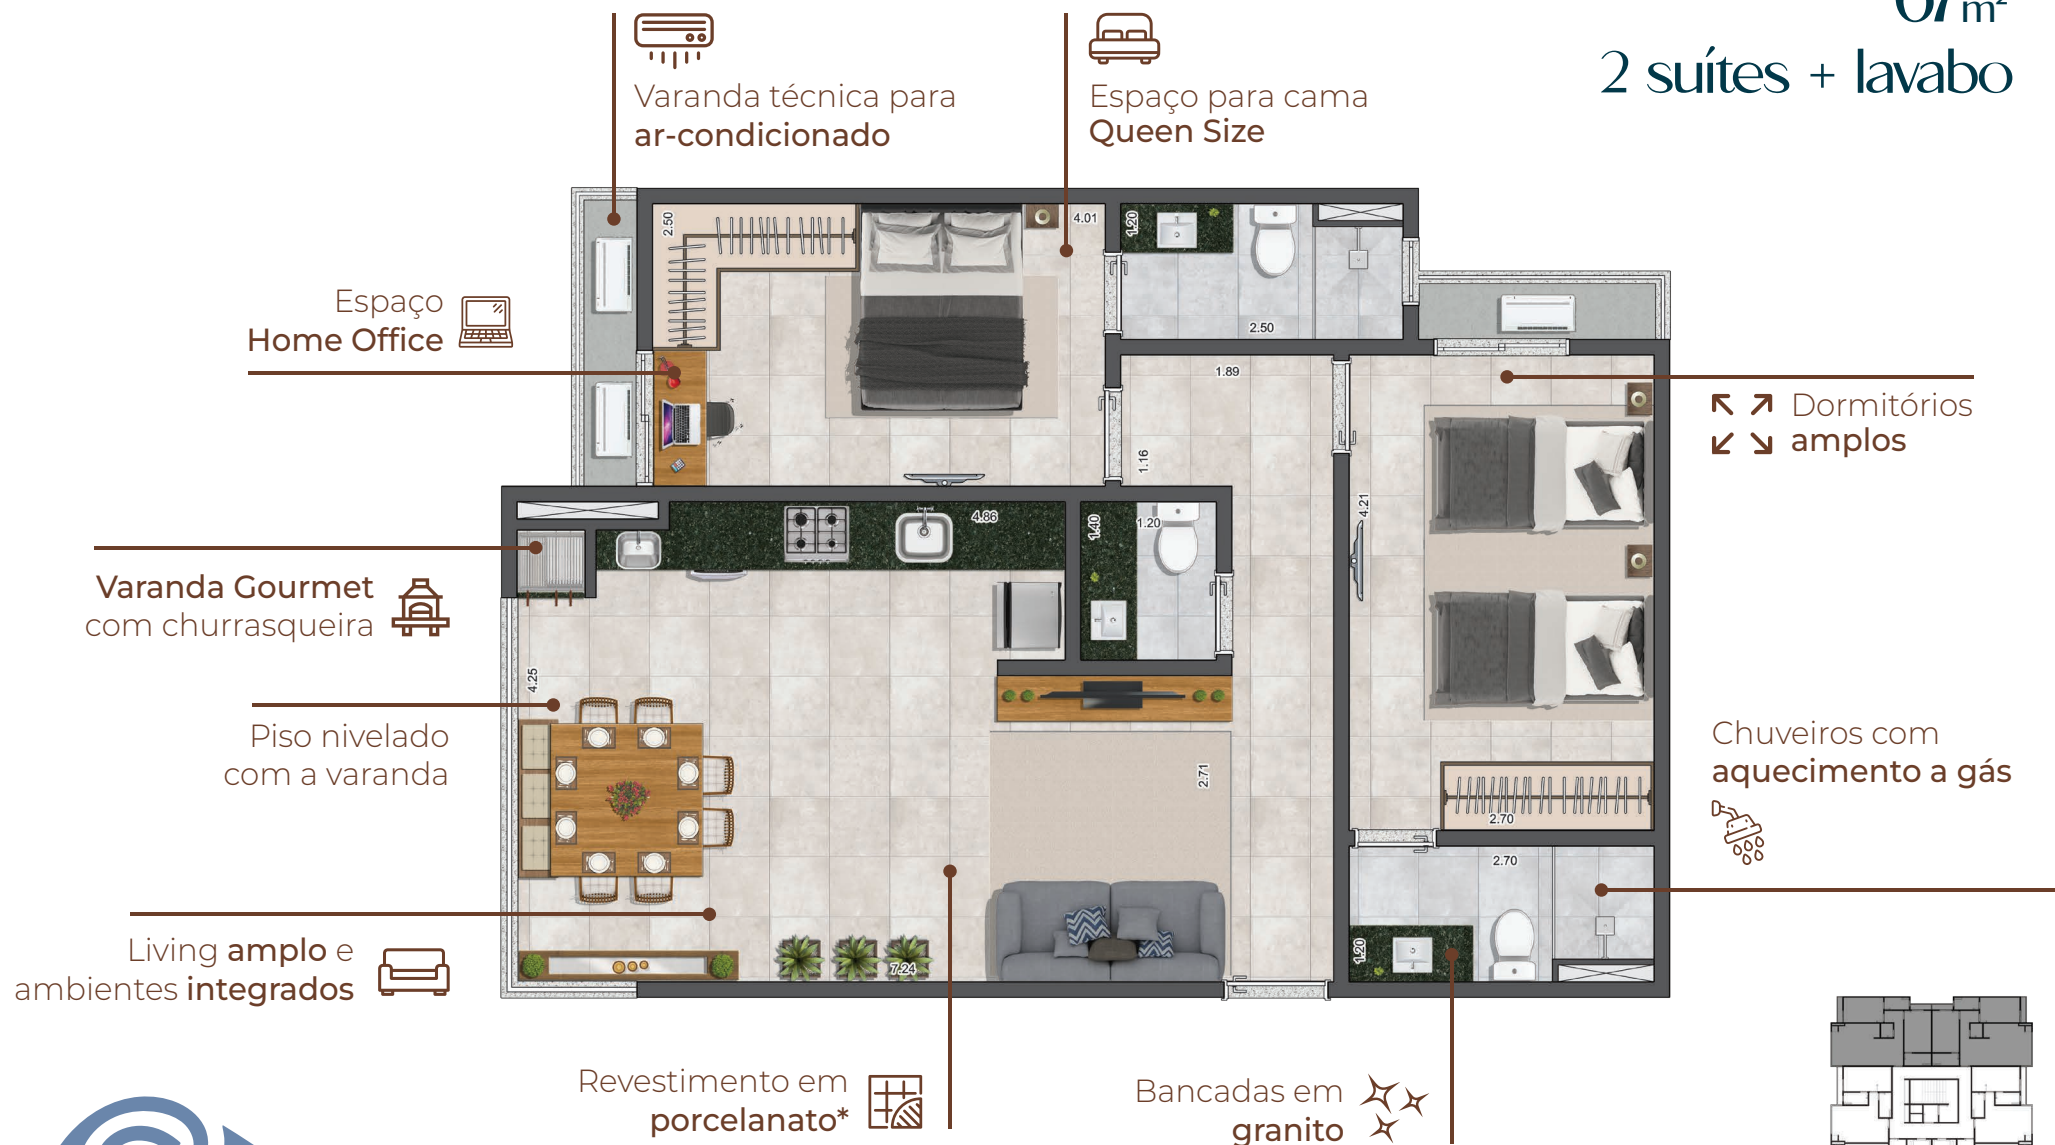 67 m²
2 suítes + lavabo
Varanda técnica para
ar-condicionado
Espaço para cama
Queen Size
Espaço
Home Office
Dormitórios
amplos
Varanda Gourmet
com churrasqueira
Piso nivelado
com a varanda
Chuveiros com
aquecimento a gás
Living amplo e
ambientes integrados
Revestimento em
porcelanato*
Bancadas em
granito
2.50
4.01
1.20
2.50
1.89
1.16
4.21
4.86
1.40
1.20
4.25
2.71
2.70
2.70
1.20
7.24